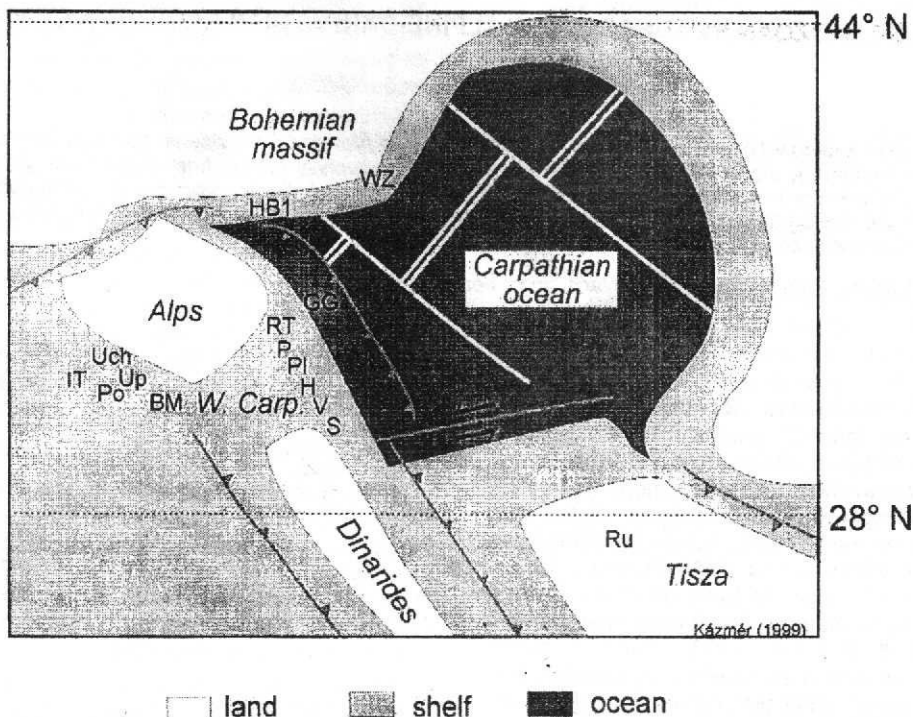 44° N
Bohemian
massif
WZ
HB1
Carpathian
ocean
GG
Alps
RT
P
Pl
Uch
IT
Up
Po
BM
H
W. Carp.
V
S
28° N
Dinarides
Ru
Tisza
Kázmér (1999)
land
shelf
ocean